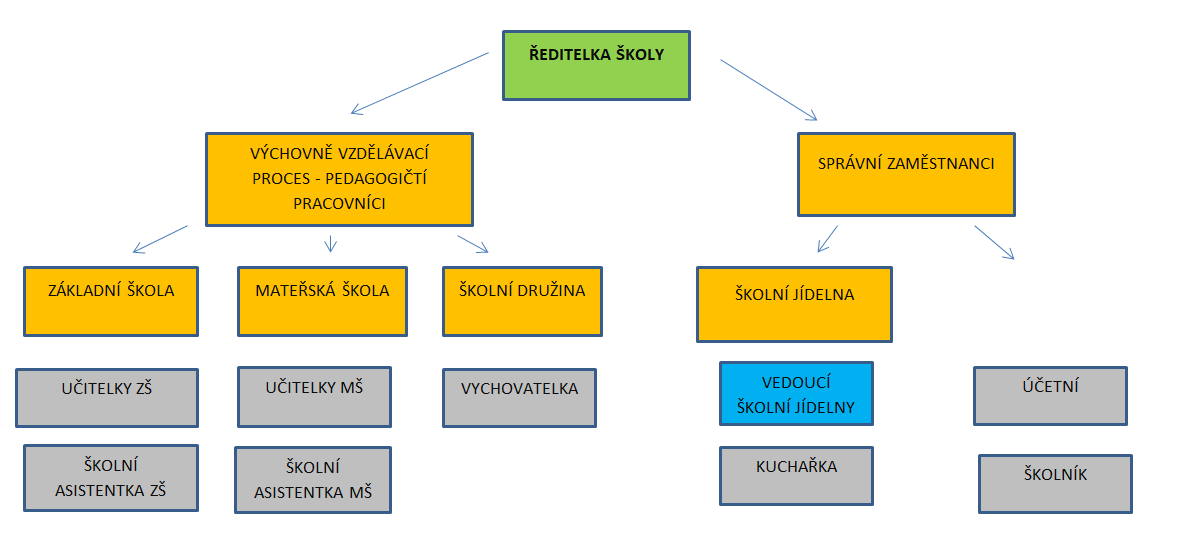 ŘEDITELKA ŠKOLY
VÝCHOVNĚ VZDĚLÁVACÍ
PROCES - PEDAGOGIČTÍ
PRACOVNÍCI
SPRÁVNÍ ZAMĚSTNANCI
ZÁKLADNÍ ŠKOLA
MATEŘSKÁ ŠKOLA
ŠKOLNÍ DRUŽINA
ŠKOLNÍ JÍDELNA
UČITELKY ZŠ
UČITELKY MŠ
VYCHOVATELKA
VEDOUCÍ
ŠKOLNÍ JÍDELNY
ÚČETNÍ
ŠKOLNÍ
ASISTENTKA ZŠ
ŠKOLNÍ
ASISTENTKA MŠ
KUCHAŘKA
ŠKOLNÍK